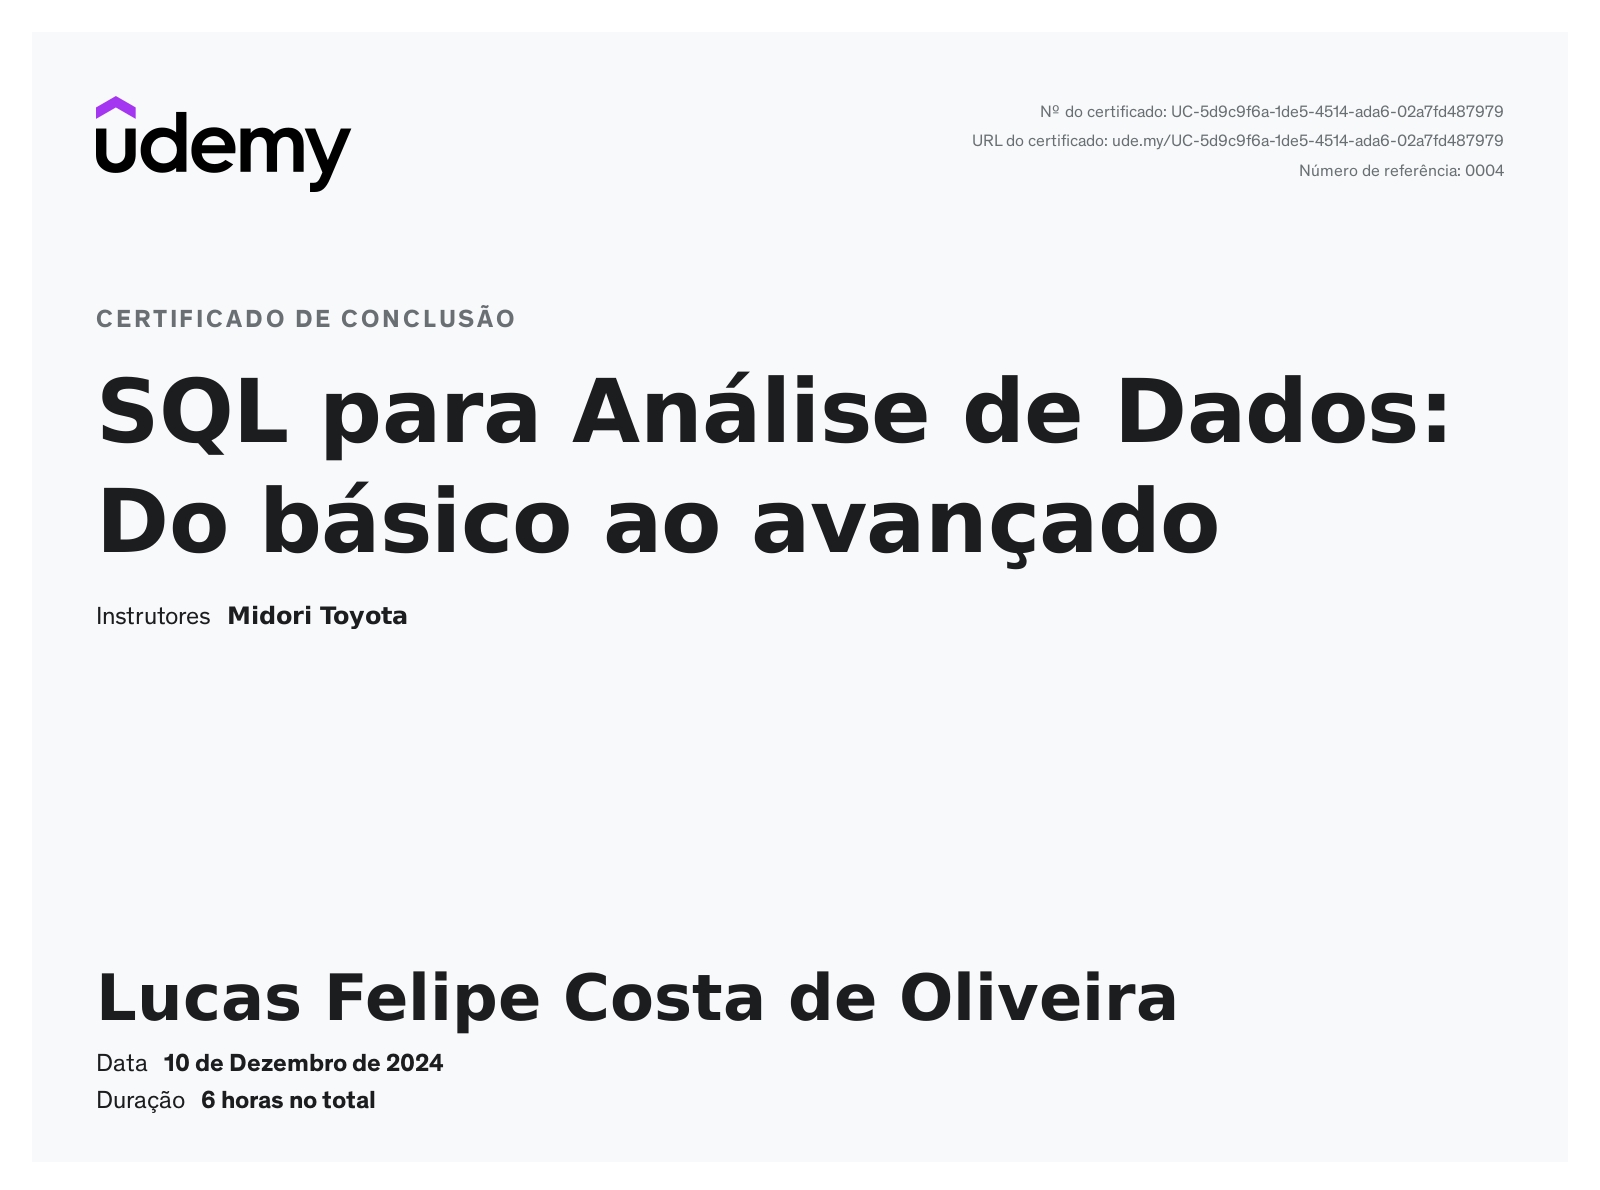 udemy
Nº do certificado: UC-5d9c9f6a-1de5-4514-ada6-02a7fd487979
URL do certificado: ude.my/UC-5d9c9f6a-1de5-4514-ada6-02a7fd487979
Número de referência: 0004
CERTIFICADO DE CONCLUSÃO
SQL para Análise de Dados:
Do básico ao avançado
Instrutores Midori Toyota
Lucas Felipe Costa de Oliveira
Data 10 de Dezembro de 2024
Duração 6 horas no total